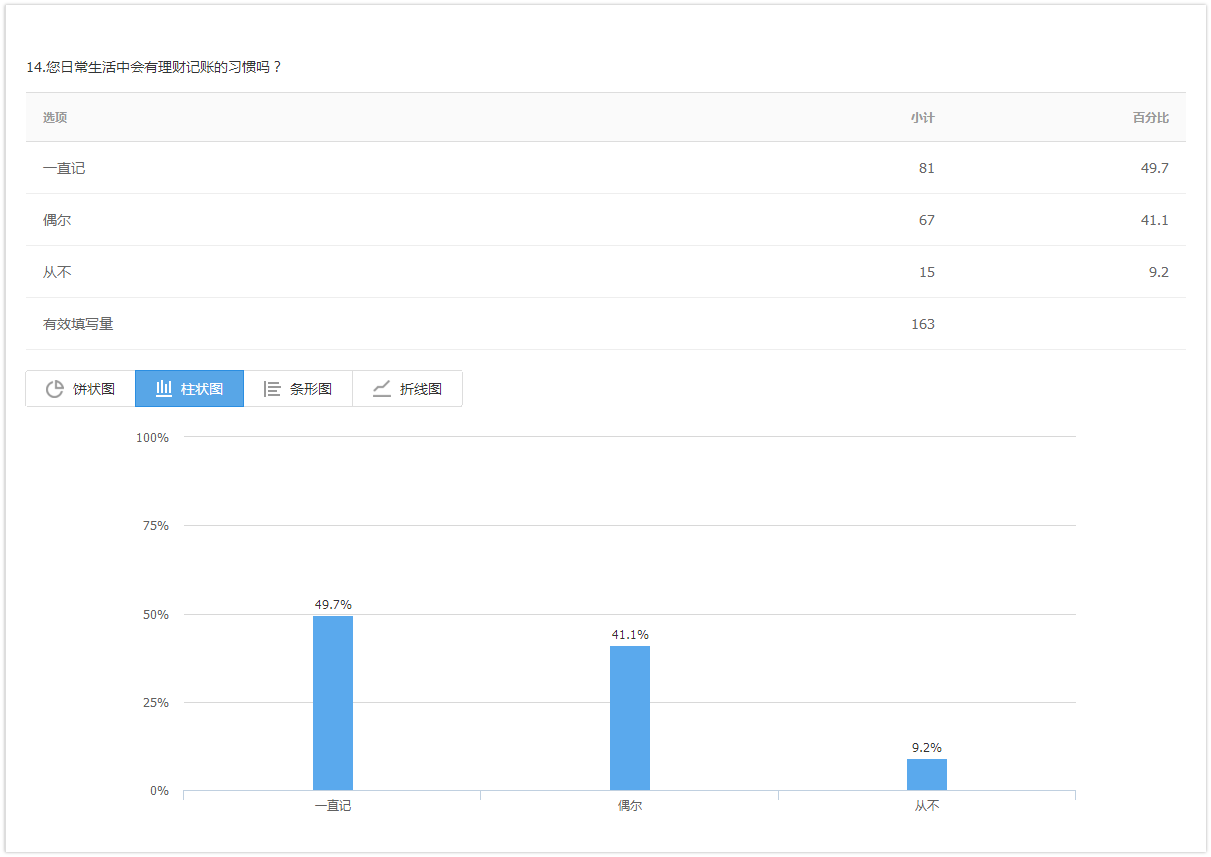 14.您日常生活中会有理财记账的习惯吗？
选项 小计 百分比
一直记 81 49.7
偶尔 67 41.1
从不 15 9.2
有效填写量 163
饼状图 柱状图 条形图 折线图
100%
75%
50%
25%
0%
49.7%
41.1%
9.2%
一直记 偶尔 从不